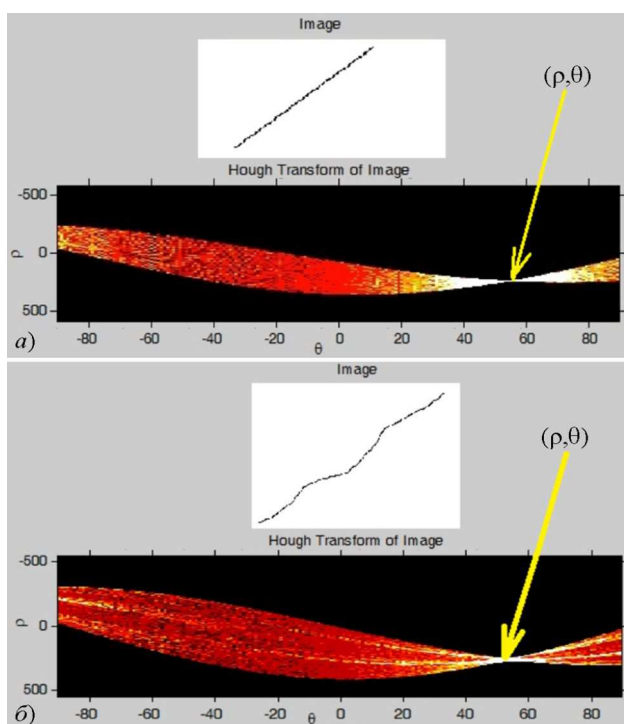 Image
(ρ,θ)
Hough Transform of Image
-500
0
500
ρ
-80 -60 -40 -20 0 20 40 60 80
θ
а)
Image
(ρ,θ)
Hough Transform of Image
-500
0
500
ρ
-80 -60 -40 -20 0 20 40 60 80
θ
б)